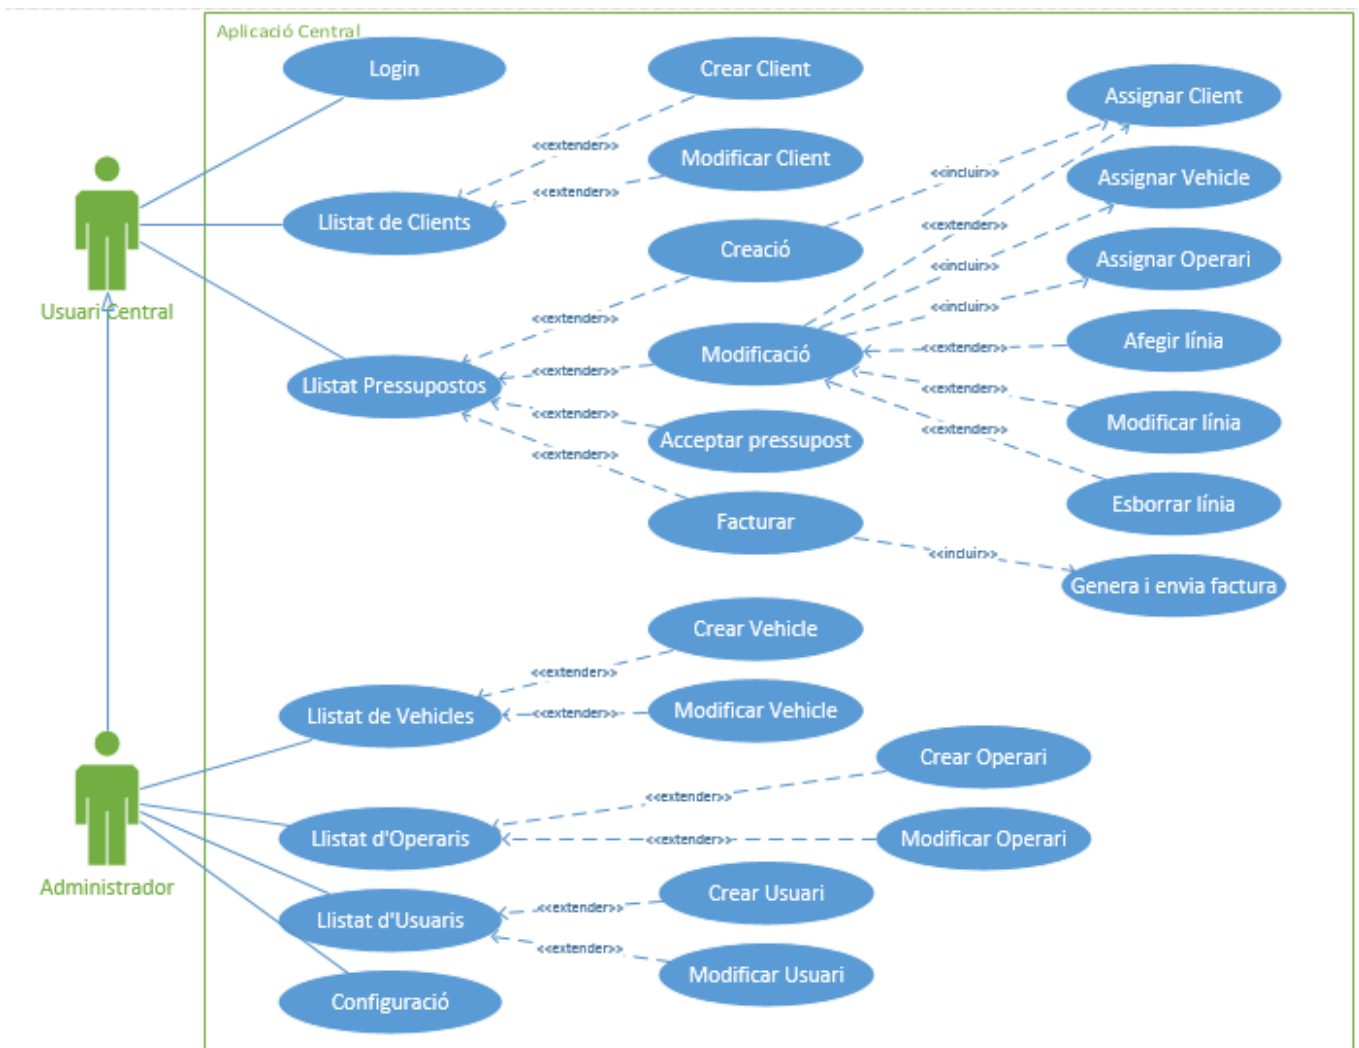 Aplicació Central
Login
Crear Client
Assignar Client
<<extender>>
Modificar Client
<<incluir>>
Assignar Vehicle
<<extender>>
Llistat de Clients
<<extender>>
Creació
Assignar Operari
<<incluir>>
Usuari Central
<<incluir>>
<<extender>>
Afegir línia
<<extender>>
Modificació
<<extender>>
Llistat Pressupostos
<<extender>>
<<extender>>
Modificar línia
<<extender>>
Acceptar pressupost
<<extender>>
Esborrar línia
Facturar
<<incluir>>
Genera i envia factura
Crear Vehicle
<<extender>>
Llistat de Vehicles
<<extender>>
Modificar Vehicle
Crear Operari
<<extender>>
Llistat d'Operaris
<<extender>>
Modificar Operari
Administrador
Crear Usuari
<<extender>>
Llistat d'Usuaris
<<extender>>
Modificar Usuari
Configuració